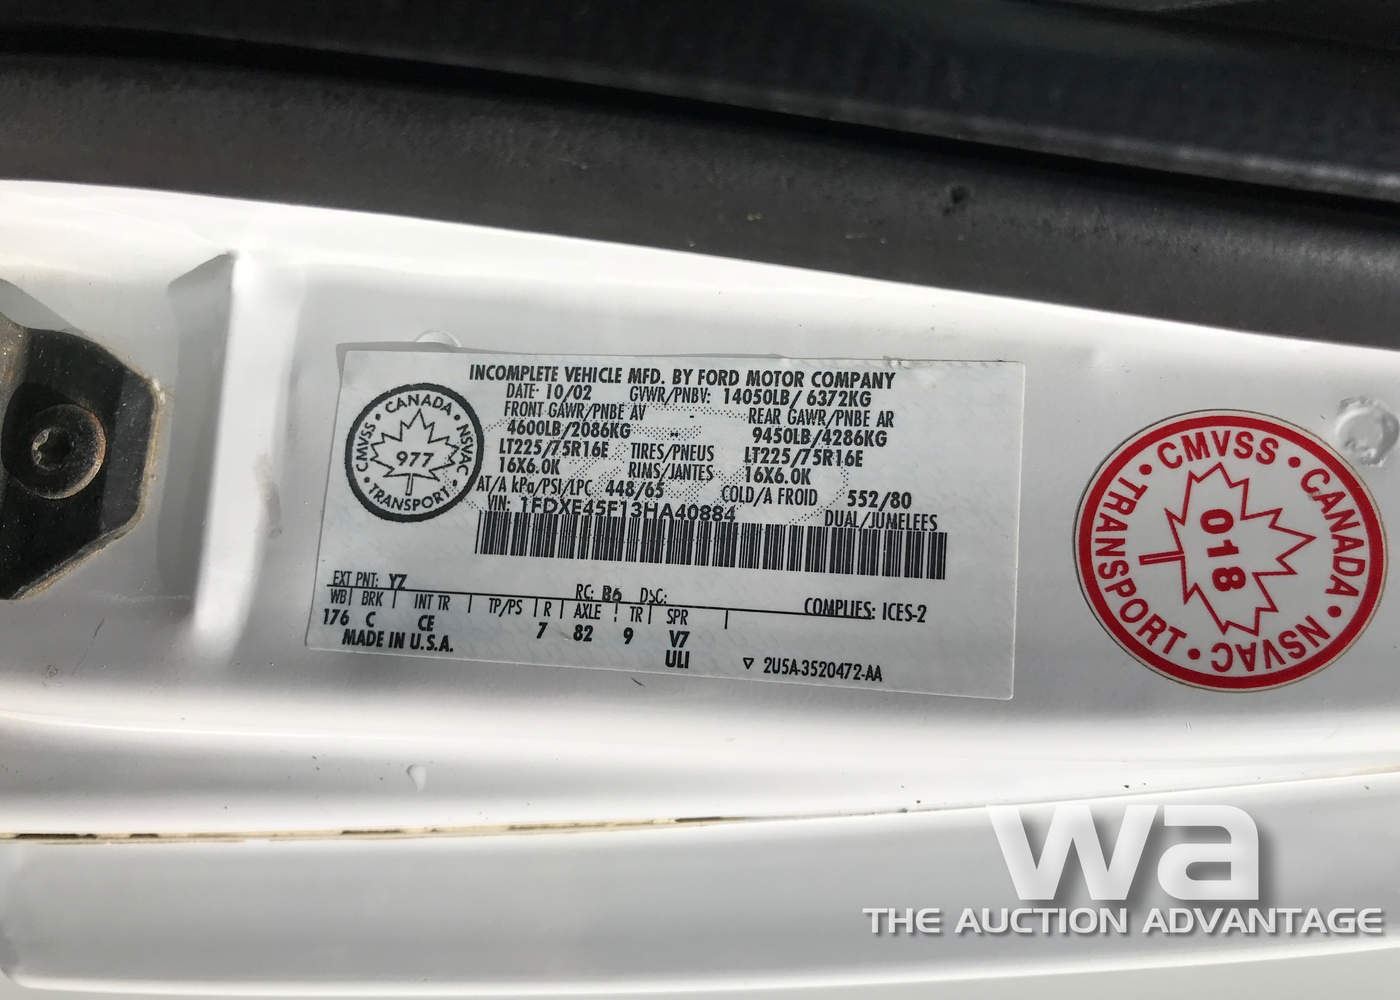 INCOMPLETE VEHICLE MFD. BY FORD MOTOR COMPANY
DATE: 10/02 GVWR/PNBV: 14050LB/ 6372KG
FRONT GAWR/PNBE AV REAR GAWR/PNBE AR
4600LB/2086KG 9450LB/4286KG
LT225/75R16E TIRES/PNEUS LT225/75R16E
16X6.0K RIMS/JANTES 16X6.0K
AT/A kPa/PSI/LPC 448/65 COLD/A FROID 552/80
VIN: 1FDXE45F13HA40884 DUAL/JUMELEES
CANADA • NSVAC • TRANSPORT • CMVSS •
977
EXT PNT: YZ RC: B6 DSC:
COMPLIES: ICES-2
WB BRK INT TR TP/PS R AXLE TR SPR
176 C CE 7 82 9 V7
MADE IN U.S.A. ULI
▽ 2U5A-3520472-AA
CMVSS • CANADA • NSVAC • TRANSPORT •
018
wa
THE AUCTION ADVANTAGE